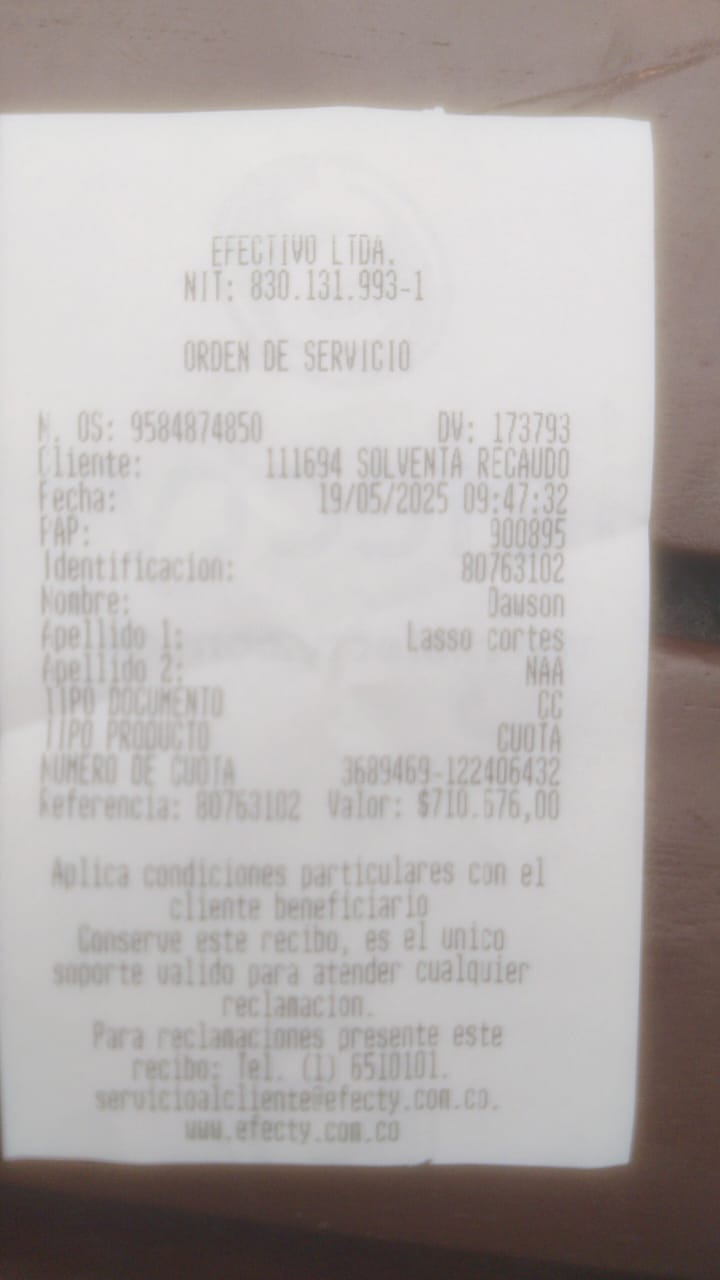 EFECTIVO LTDA.
NIT: 830.131.993-1
ORDEN DE SERVICIO
N. OS: 9584874850 DV: 173793
Cliente: 111694 SOLVENTA RECAUDO
Fecha: 19/05/2025 09:47:32
PAP: 900895
Identificacion: 80763102
Nombre: Dawson
Apellido 1: Lasso cortes
Apellido 2: NAA
TIPO DOCUMENTO CC
TIPO PRODUCTO CUOTA
NUMERO DE CUOTA 3689469-122406432
Referencia: 80763102 Valor: $710.676,00
Aplica condiciones particulares con el
cliente beneficiario
Conserve este recibo, es el unico
soporte valido para atender cualquier
reclamacion.
Para reclamaciones presente este
recibo: Tel. (1) 6510101.
servicioalcliente@efecty.com.co.
www.efecty.com.co